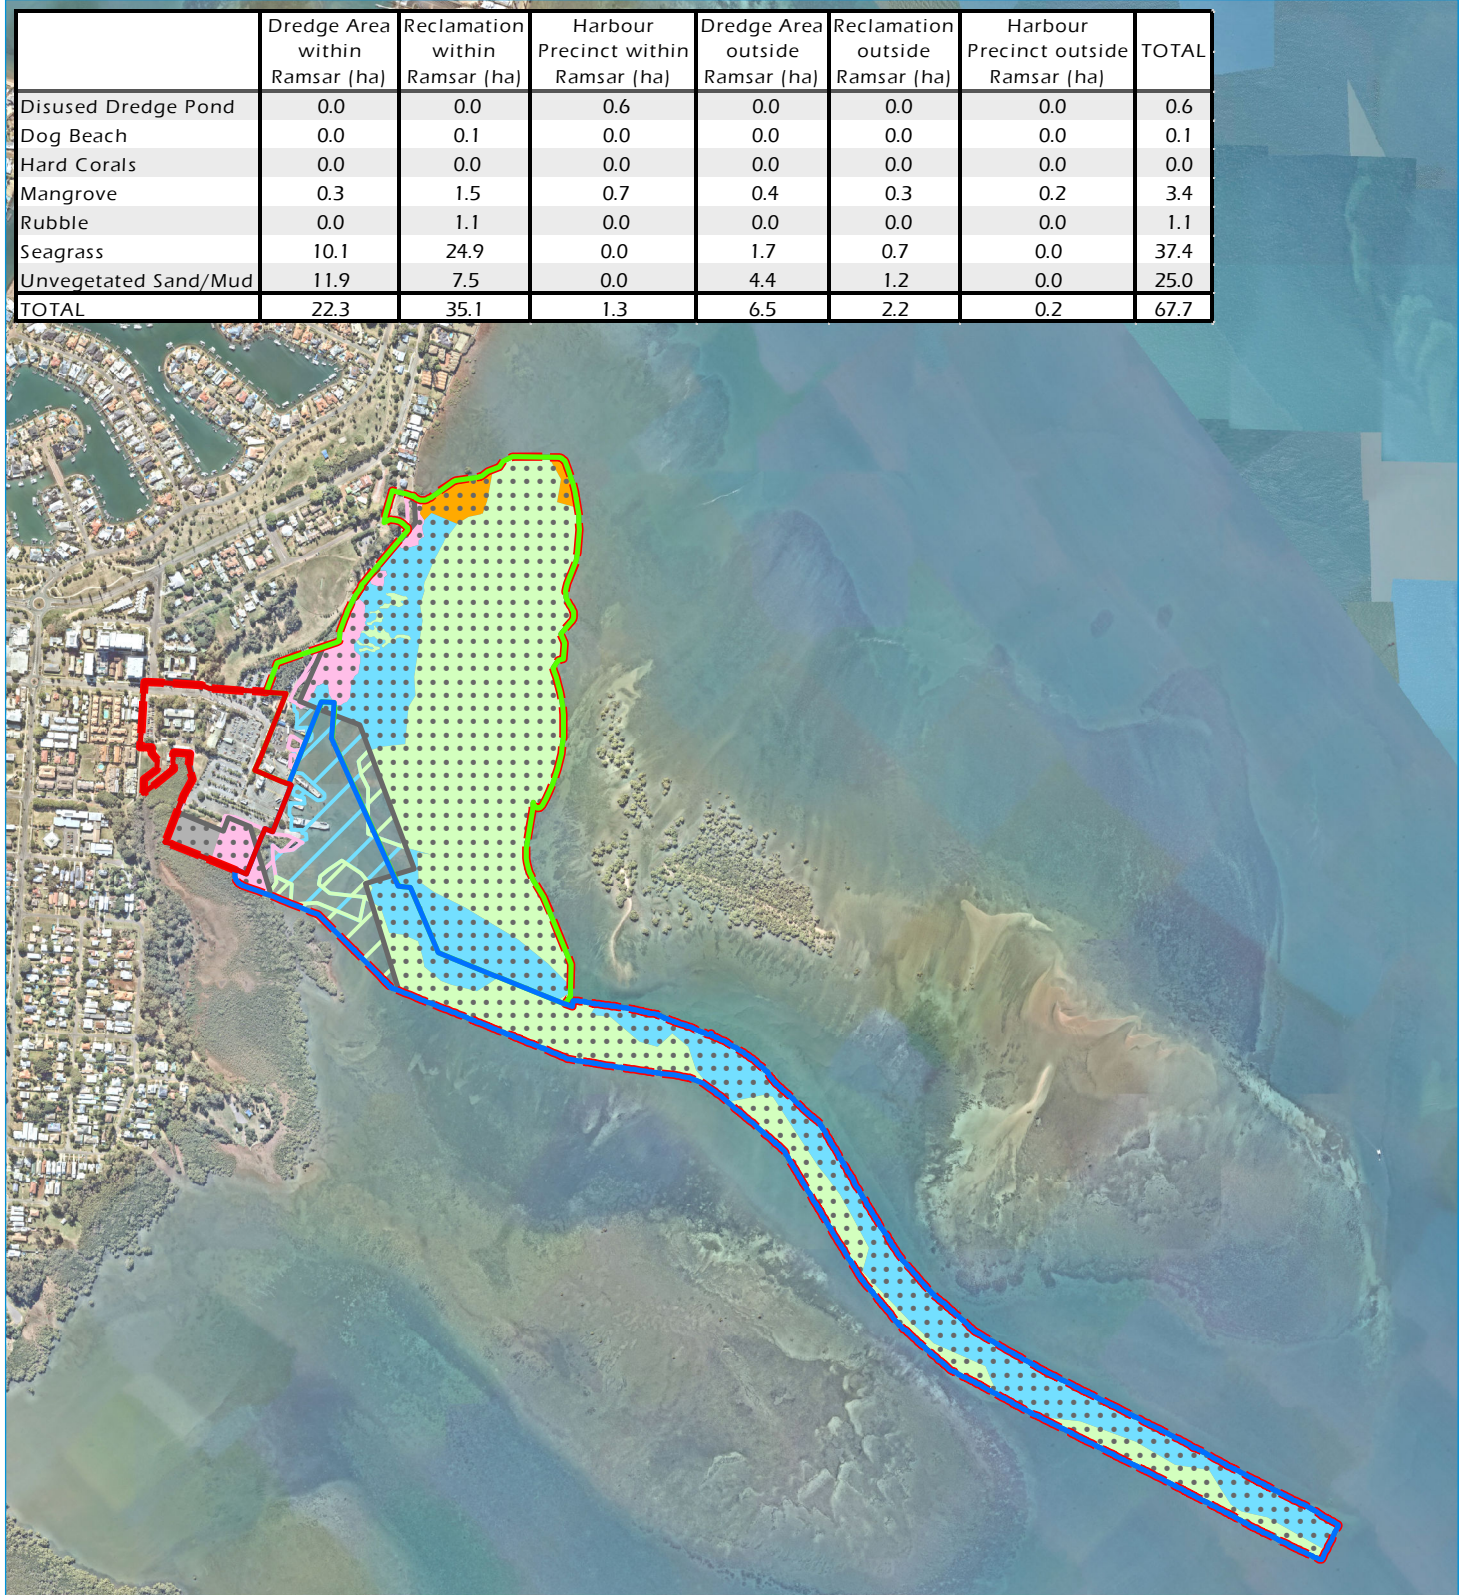 Dredge Area within Ramsar (ha) Reclamation within Ramsar (ha) Harbour Precinct within Ramsar (ha) Dredge Area outside Ramsar (ha) Reclamation outside Ramsar (ha) Harbour Precinct outside Ramsar (ha) TOTAL
Disused Dredge Pond 0.0 0.0 0.6 0.0 0.0 0.0 0.6
Dog Beach 0.0 0.1 0.0 0.0 0.0 0.0 0.1
Hard Corals 0.0 0.0 0.0 0.0 0.0 0.0 0.0
Mangrove 0.3 1.5 0.7 0.4 0.3 0.2 3.4
Rubble 0.0 1.1 0.0 0.0 0.0 0.0 1.1
Seagrass 10.1 24.9 0.0 1.7 0.7 0.0 37.4
Unvegetated Sand/Mud 11.9 7.5 0.0 4.4 1.2 0.0 25.0
TOTAL 22.3 35.1 1.3 6.5 2.2 0.2 67.7